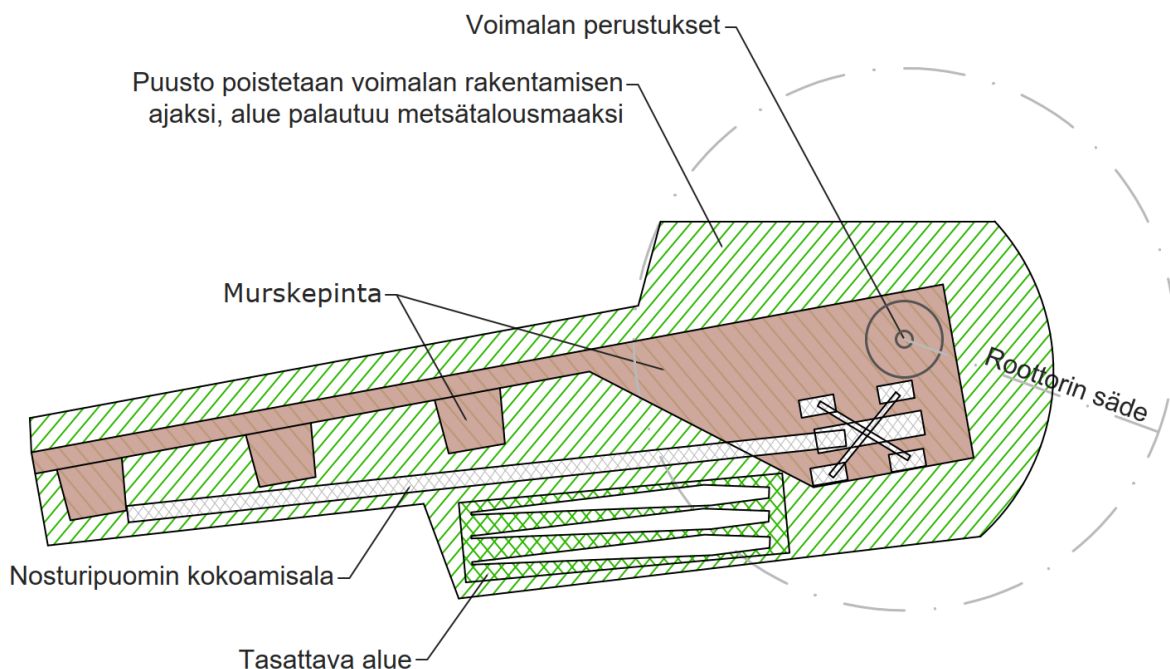 Voimalan perustukset
Puusto poistetaan voimalan rakentamisen
ajaksi, alue palautuu metsätalousmaaksi
Murskepinta
Roottorin säde
Nosturipuomin kokoamisala
Tasattava alue